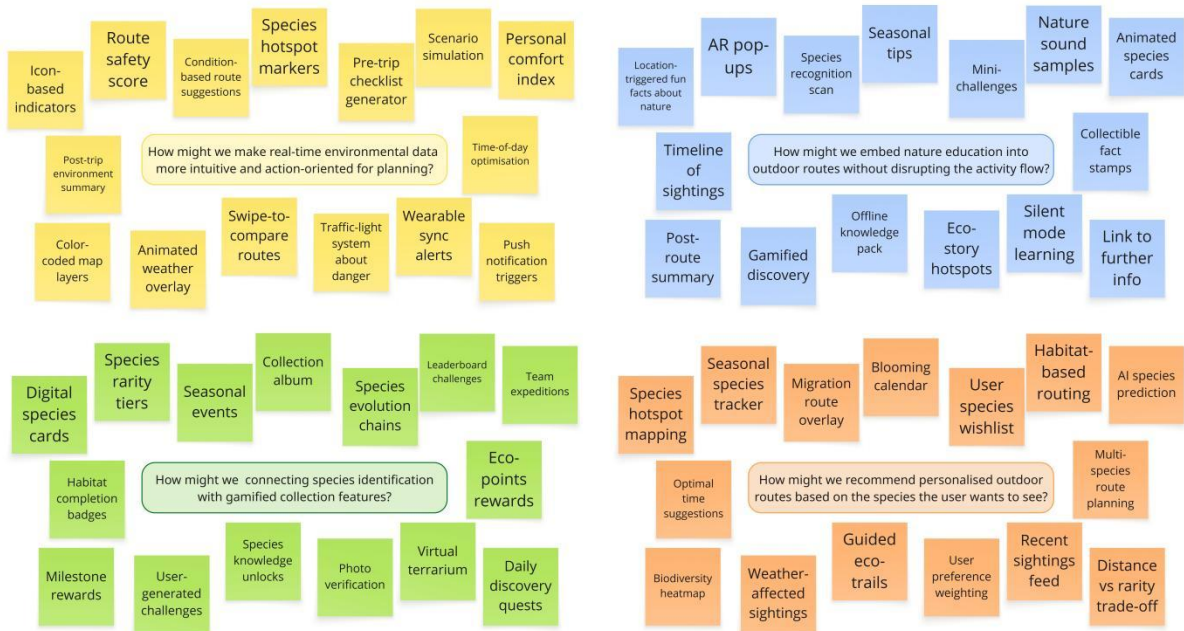 Icon-
based
indicators
Route
safety
score
Condition-
based route
suggestions
Species
hotspot
markers
Pre-trip
checklist
generator
Scenario
simulation
Personal
comfort
index
Post-trip
environment
summary
How might we make real-time environmental data
more intuitive and action-oriented for planning?
Time-of-day
optimisation
Color-
coded map
layers
Animated
weather
overlay
Swipe-to-
compare
routes
Traffic-light
system about
danger
Wearable
sync
alerts
Push
notification
triggers
Location-
triggered fun
facts about
nature
AR pop-
ups
Species
recognition
scan
Seasonal
tips
Mini-
challenges
Nature
sound
samples
Animated
species
cards
Timeline
of
sightings
How might we embed nature education into
outdoor routes without disrupting the activity flow?
Collectible
fact
stamps
Post-
route
summary
Gamified
discovery
Offline
knowledge
pack
Eco-
story
hotspots
Silent
mode
learning
Link to
further
info
Digital
species
cards
Species
rarity
tiers
Seasonal
events
Collection
album
Species
evolution
chains
Leaderboard
challenges
Team
expeditions
Habitat
completion
badges
How might we  connecting species identification
with gamified collection features?
Eco-
points
rewards
Milestone
rewards
User-
generated
challenges
Species
knowledge
unlocks
Photo
verification
Virtual
terrarium
Daily
discovery
quests
Species
hotspot
mapping
Seasonal
species
tracker
Migration
route
overlay
Blooming
calendar
User
species
wishlist
Habitat-
based
routing
AI species
prediction
Optimal
time
suggestions
How might we recommend personalised outdoor
routes based on the species the user wants to see?
Multi-
species
route
planning
Biodiversity
heatmap
Weather-
affected
sightings
Guided
eco-
trails
User
preference
weighting
Recent
sightings
feed
Distance
vs rarity
trade-off